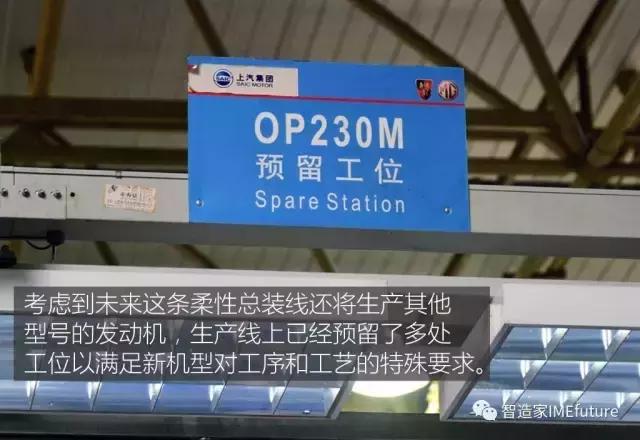 上汽集团
SAIC MOTOR
OP230M
预留工位
Spare Station
考虑到未来这条柔性总装线还将生产其他
型号的发动机，生产线上已经预留了多处
工位以满足新机型对工序和工艺的特殊要求。
智造家IMEfuture